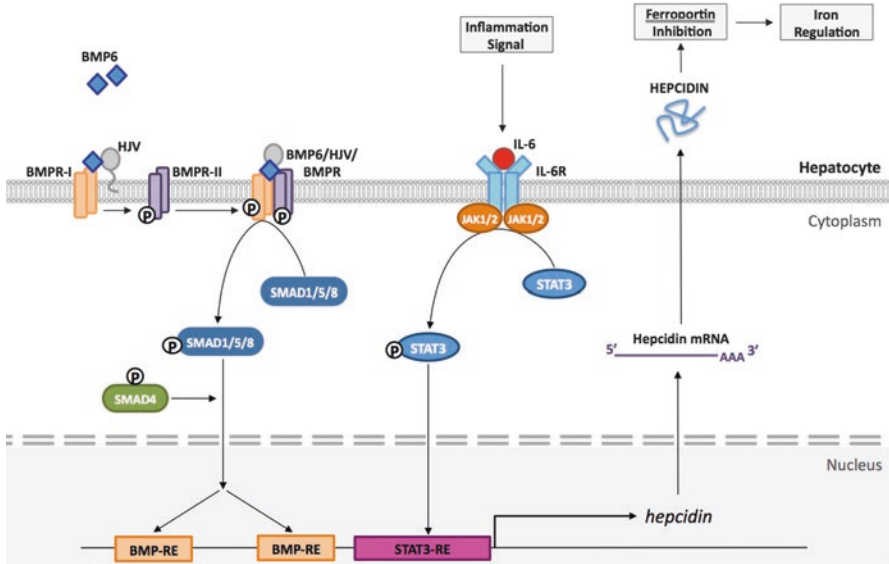 Ferroportin
Inhibition
Iron
Regulation
Inflammation
Signal
BMP6
HEPCIDIN
HJV
BMPR-I
BMPR-II
BMP6/HJV/
BMPR
IL-6
IL-6R
Hepatocyte
Cytoplasm
P
P
P
JAK1/2
JAK1/2
SMAD1/5/8
STAT3
P
SMAD1/5/8
P
STAT3
Hepcidin mRNA
5’
AAA 3’
P
SMAD4
Nucleus
hepcidin
BMP-RE
BMP-RE
STAT3-RE